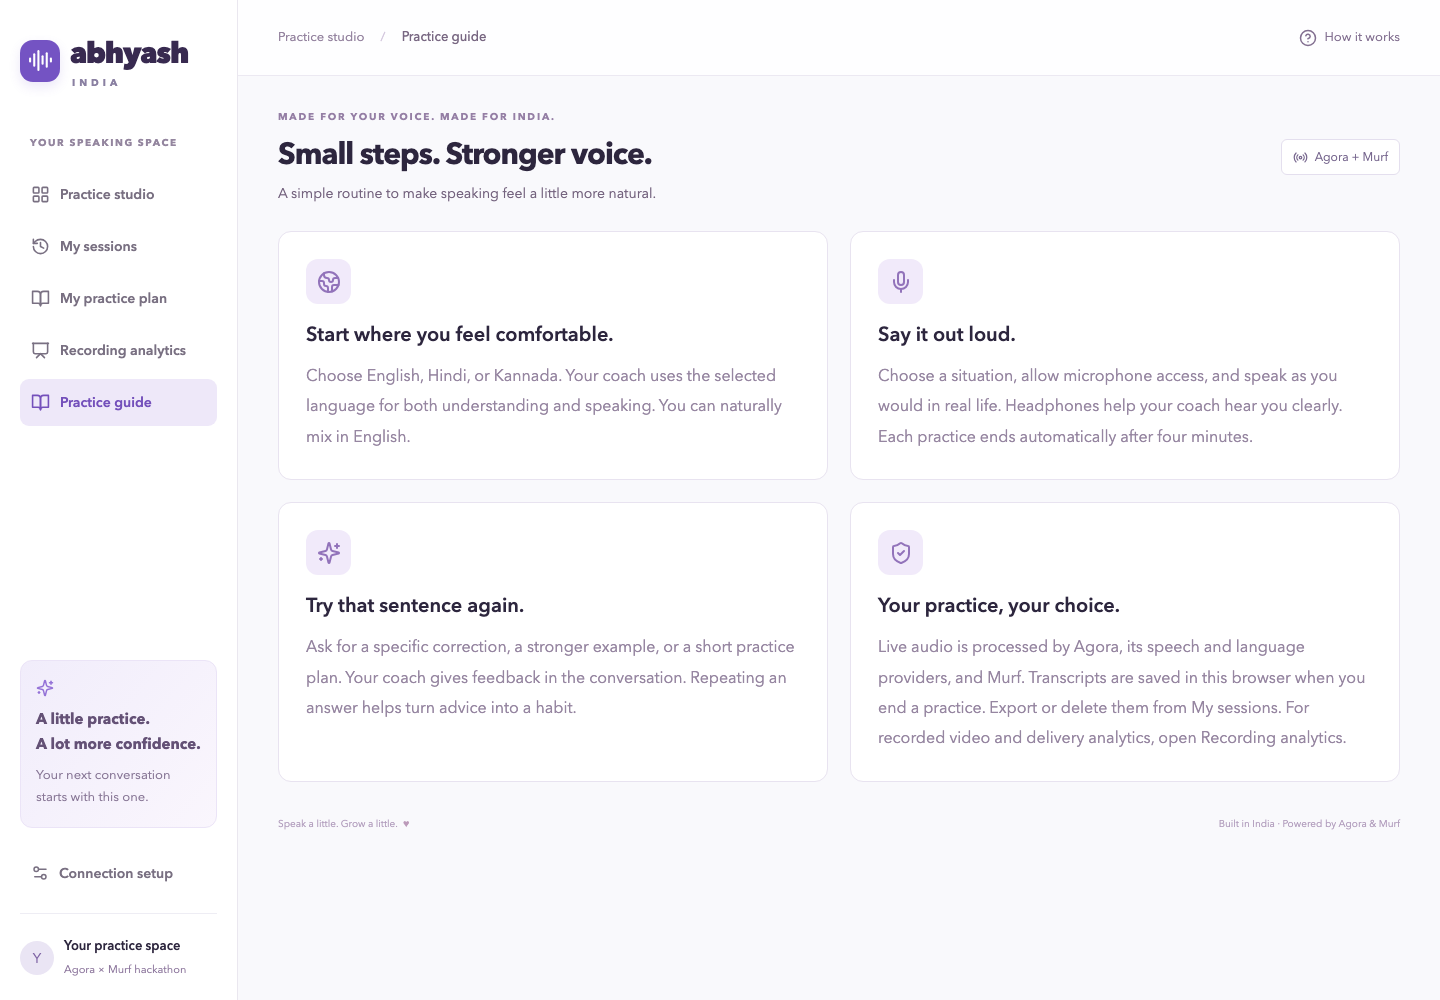 abhyash
INDIA
YOUR SPEAKING SPACE
Practice studio
My sessions
My practice plan
Recording analytics
Practice guide
A little practice.
A lot more confidence.
Your next conversation
starts with this one.
Connection setup
Y
Your practice space
Agora × Murf hackathon
Practice studio / Practice guide
How it works
MADE FOR YOUR VOICE. MADE FOR INDIA.
Small steps. Stronger voice.
A simple routine to make speaking feel a little more natural.
Agora + Murf
Start where you feel comfortable.
Choose English, Hindi, or Kannada. Your coach uses the selected
language for both understanding and speaking. You can naturally
mix in English.
Say it out loud.
Choose a situation, allow microphone access, and speak as you
would in real life. Headphones help your coach hear you clearly.
Each practice ends automatically after four minutes.
Try that sentence again.
Ask for a specific correction, a stronger example, or a short practice
plan. Your coach gives feedback in the conversation. Repeating an
answer helps turn advice into a habit.
Your practice, your choice.
Live audio is processed by Agora, its speech and language
providers, and Murf. Transcripts are saved in this browser when you
end a practice. Export or delete them from My sessions. For
recorded video and delivery analytics, open Recording analytics.
Speak a little. Grow a little. ♥
Built in India · Powered by Agora & Murf